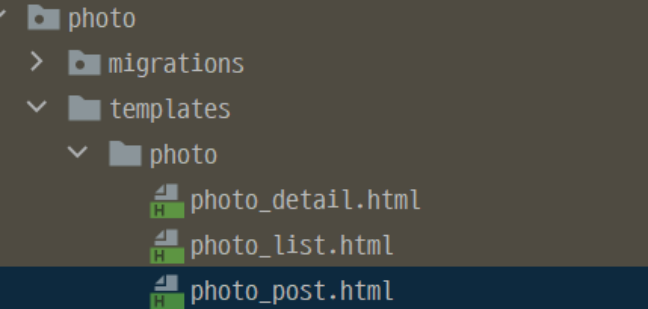 photo
migrations
templates
photo
H photo_detail.html
H photo_list.html
H photo_post.html